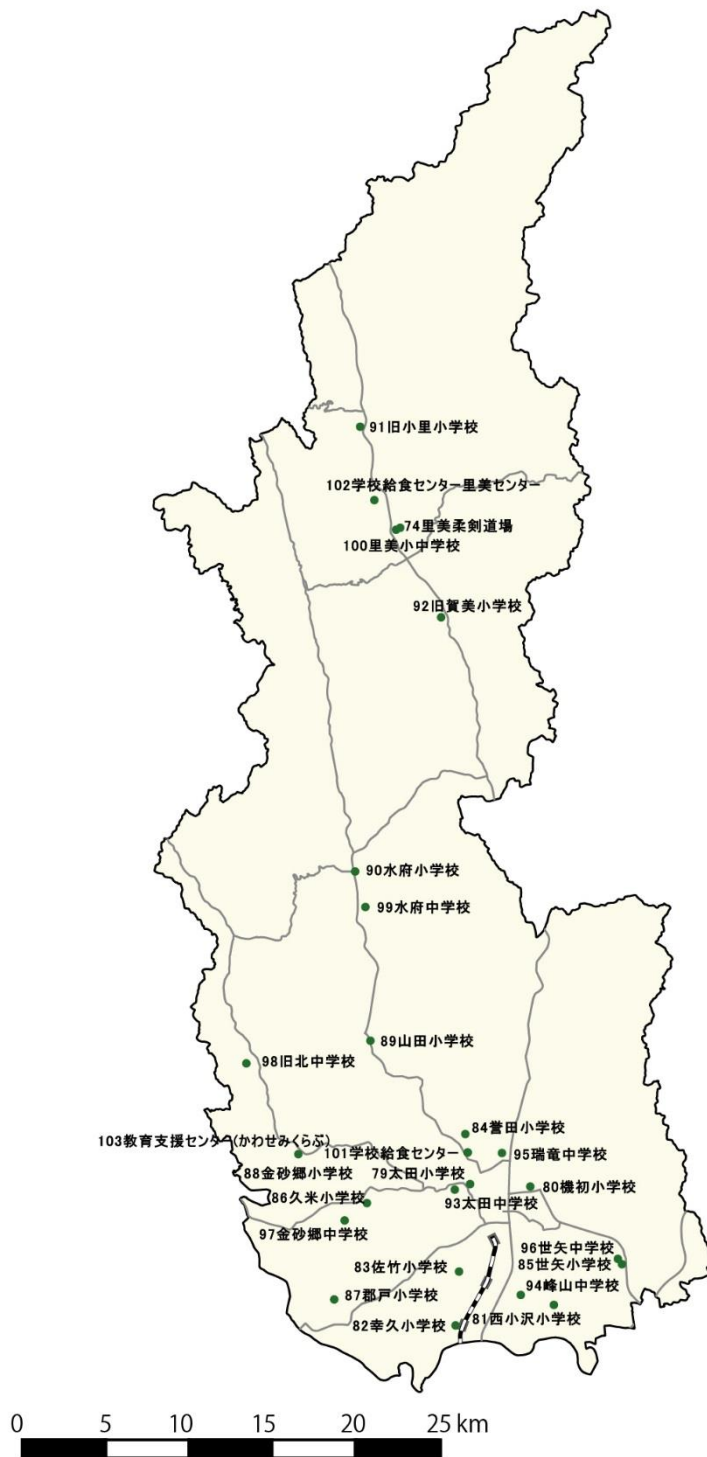 91旧小里小学校
102学校給食センター里美センター
74里美柔剣道場
100里美小中学校
92旧賀美小学校
90水府小学校
99水府中学校
89山田小学校
98旧北中学校
84誉田小学校
103教育支援センター(かわせみくらぶ)
101学校給食センター
95瑞竜中学校
88金砂郷小学校
79太田小学校
80機初小学校
86久米小学校
93太田中学校
97金砂郷中学校
96世矢中学校
83佐竹小学校
85世矢小学校
94峰山中学校
87郡戸小学校
82幸久小学校
81西小沢小学校
0 5 10 15 20 25 km